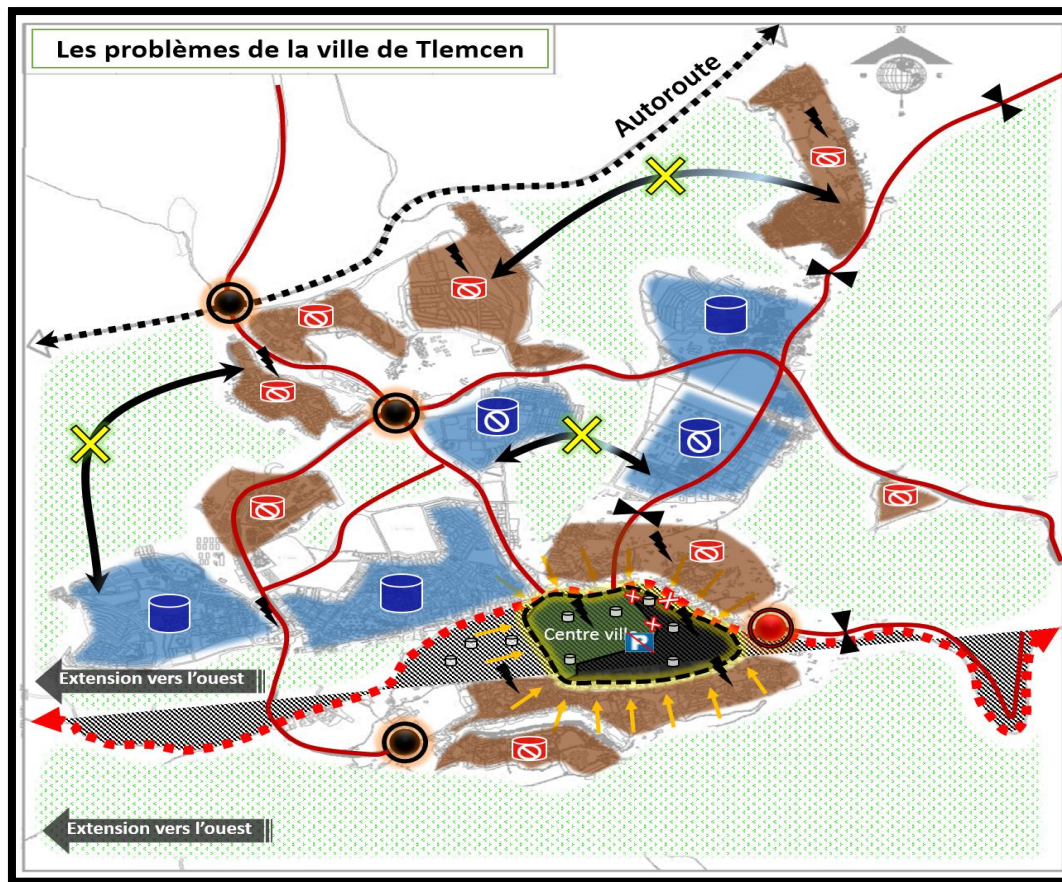 Les problèmes de la ville de Tlemcen
Autoroute
Centre vill
P
Extension vers l'ouest
Extension vers l'ouest